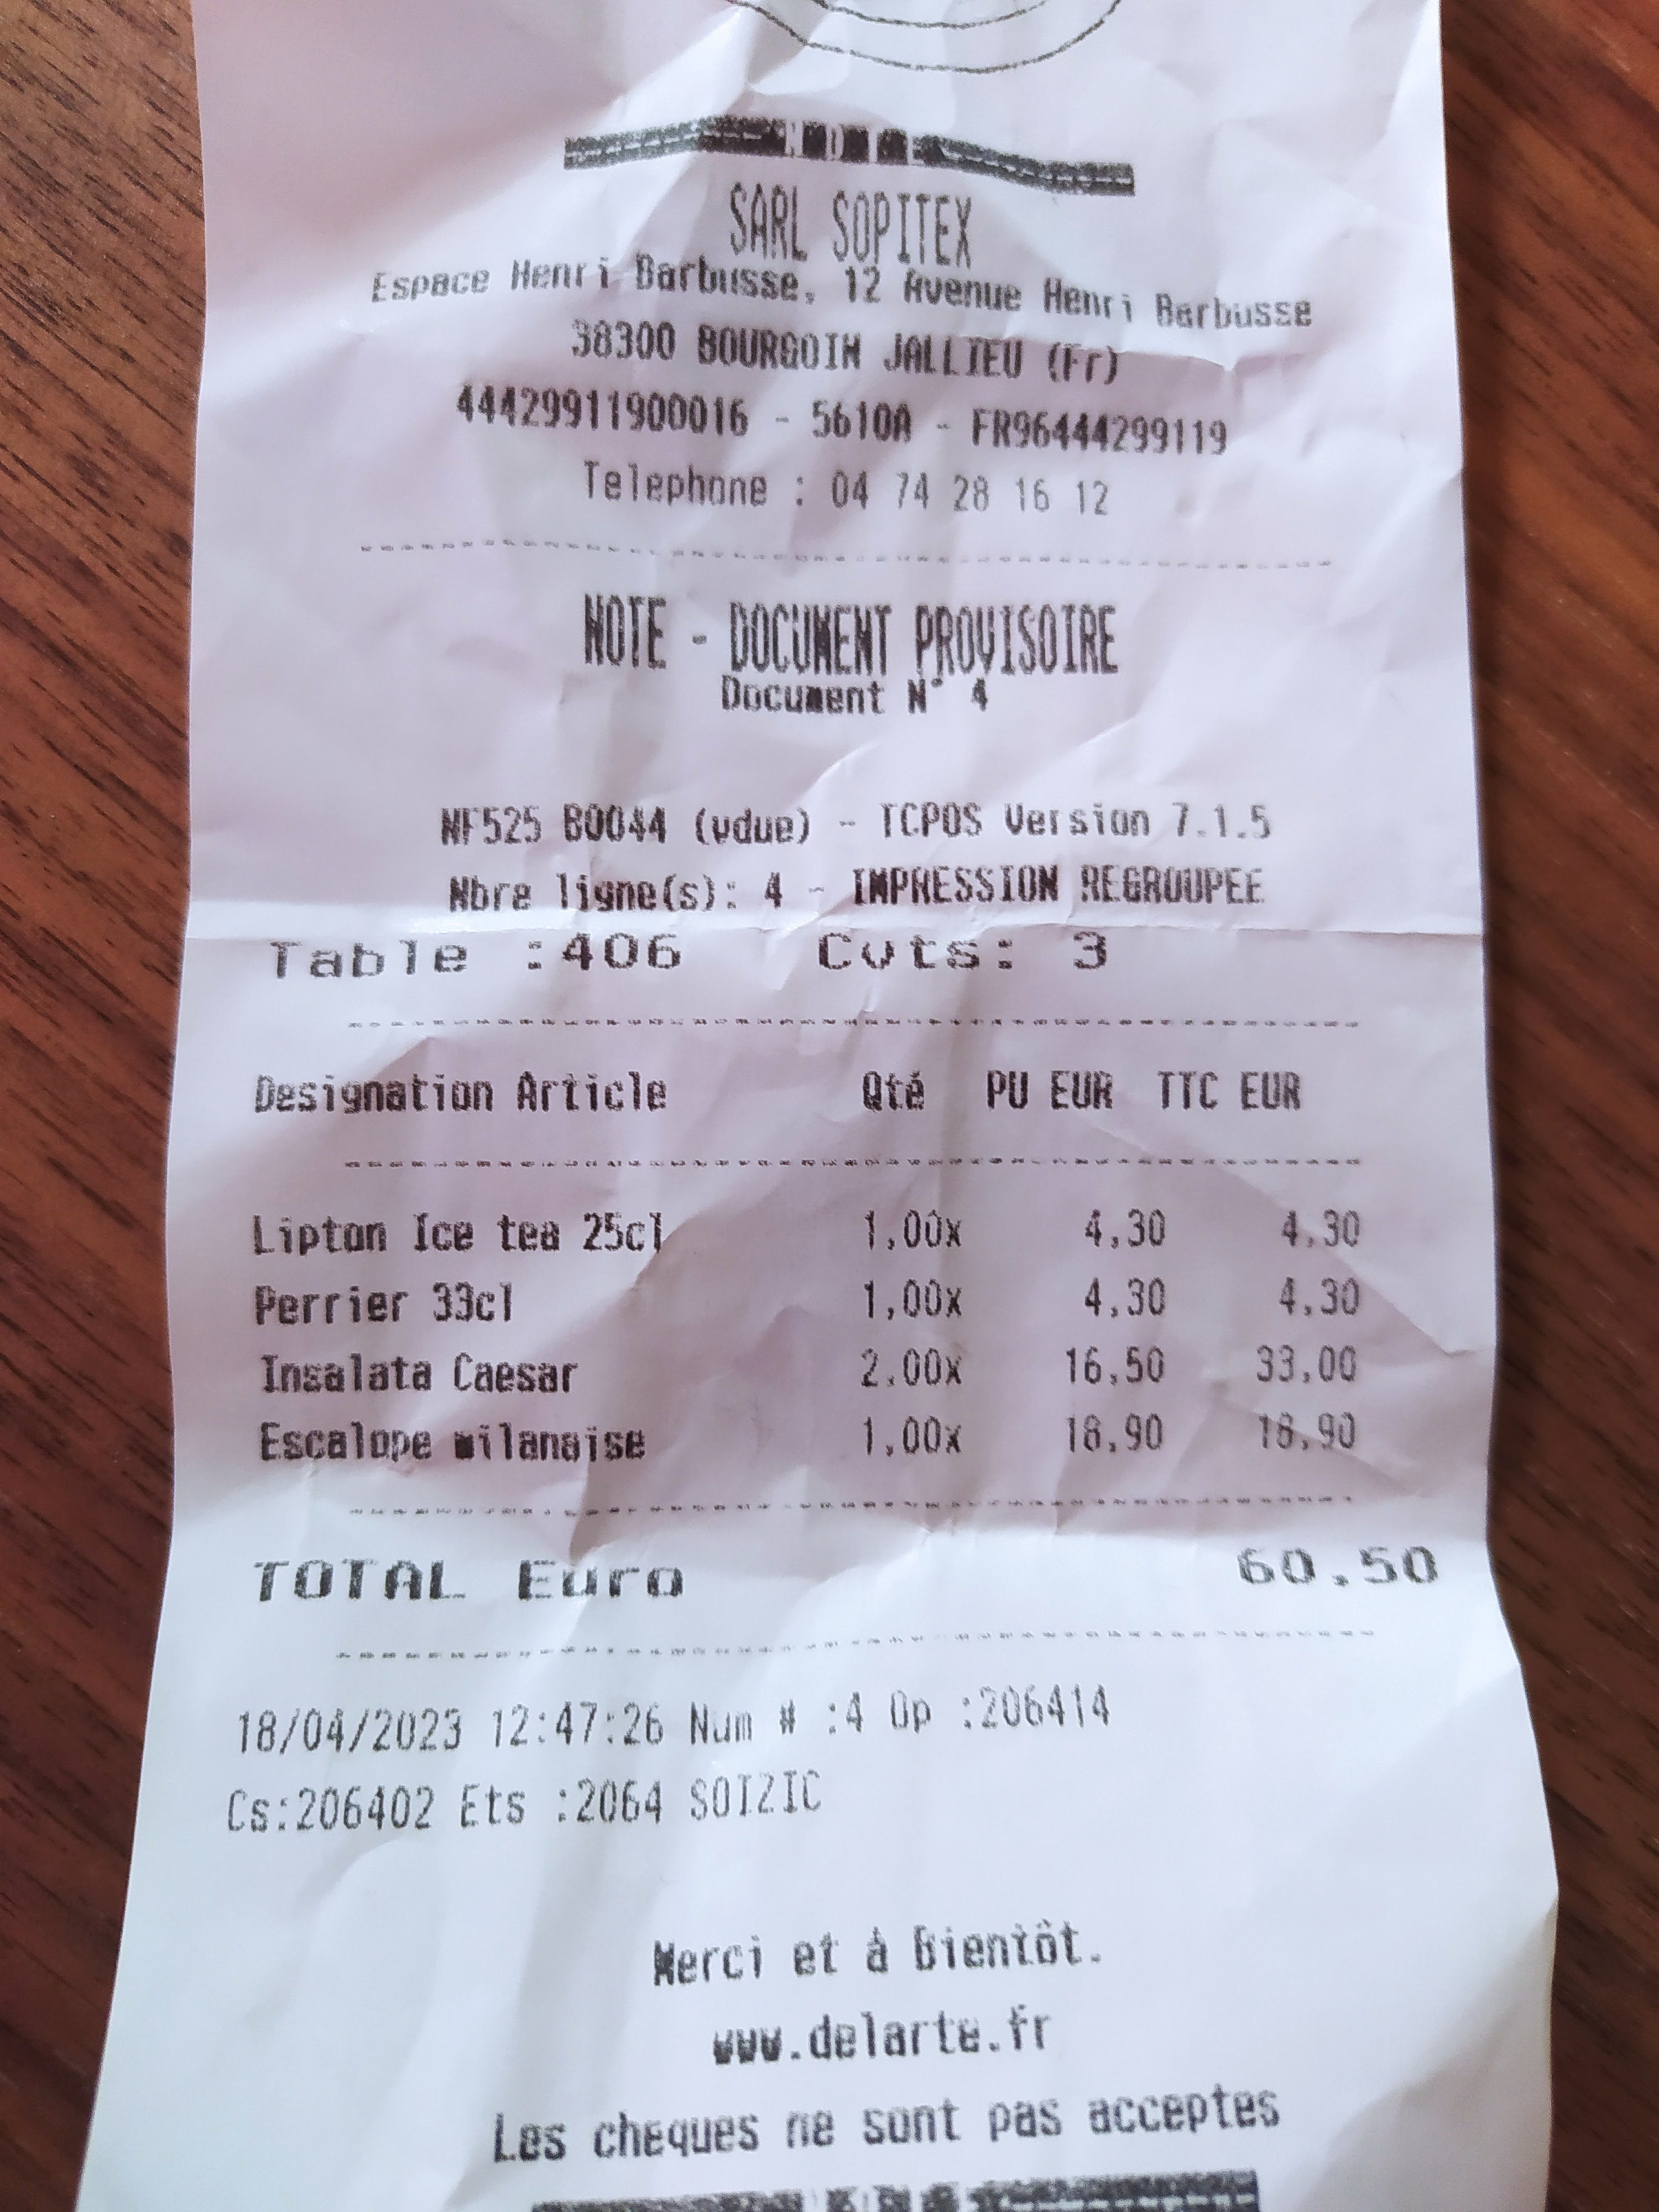 SARL SOPITEX
Espace Henri Barbusse, 12 Avenue Henri Barbusse
38300 BOURGOIN JALLIEU (Fr)
44429911900016 - 5610A - FR96444299119
Telephone : 04 74 28 16 12
NOTE - DOCUMENT PROVISOIRE
Document N° 4
NF525 B0044 (vdue) - TCPOS Version 7.1.5
Nbre ligne(s): 4 - IMPRESSION REGROUPEE
Table :406 Cvts: 3
Designation Article Qté PU EUR TTC EUR
Lipton Ice tea 25cl 1,00x 4,30 4,30
Perrier 33cl 1,00x 4,30 4,30
Insalata Caesar 2,00x 16,50 33,00
Escalope milanaise 1,00x 18,90 18,90
TOTAL Euro 60.50
18/04/2023 12:47:26 Num # :4 Op :206414
Cs:206402 Ets :2064 SOIZIC
Merci et à Bientôt.
www.delarte.fr
Les cheques ne sont pas acceptes